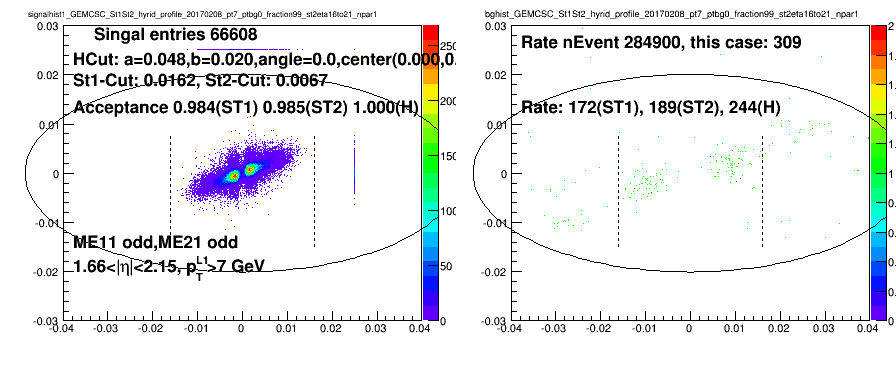 signalhist1_GEMCSC_St1St2_hyrid_profile_20170208_pt7_ptbg0_fraction99_st2eta16to21_npar1
Singal entries 66608
HCut: a=0.048,b=0.020,angle=0.0,center(0.000,0.
St1-Cut: 0.0162, St2-Cut: 0.0067
Acceptance 0.984(ST1) 0.985(ST2) 1.000(H)
ME11 odd,ME21 odd
1.66<|η|<2.15, p_T^L1>7 GeV
0.03
0.02
0.01
0
-0.01
-0.02
-0.03
-0.04 -0.03 -0.02 -0.01 0 0.01 0.02 0.03 0.04
250
200
150
100
50
0
bghist_GEMCSC_St1St2_hyrid_profile_20170208_pt7_ptbg0_fraction99_st2eta16to21_npar1
Rate nEvent 284900, this case: 309
Rate: 172(ST1), 189(ST2), 244(H)
0.03
0.02
0.01
0
-0.01
-0.02
-0.03
-0.04 -0.03 -0.02 -0.01 0 0.01 0.02 0.03 0.04